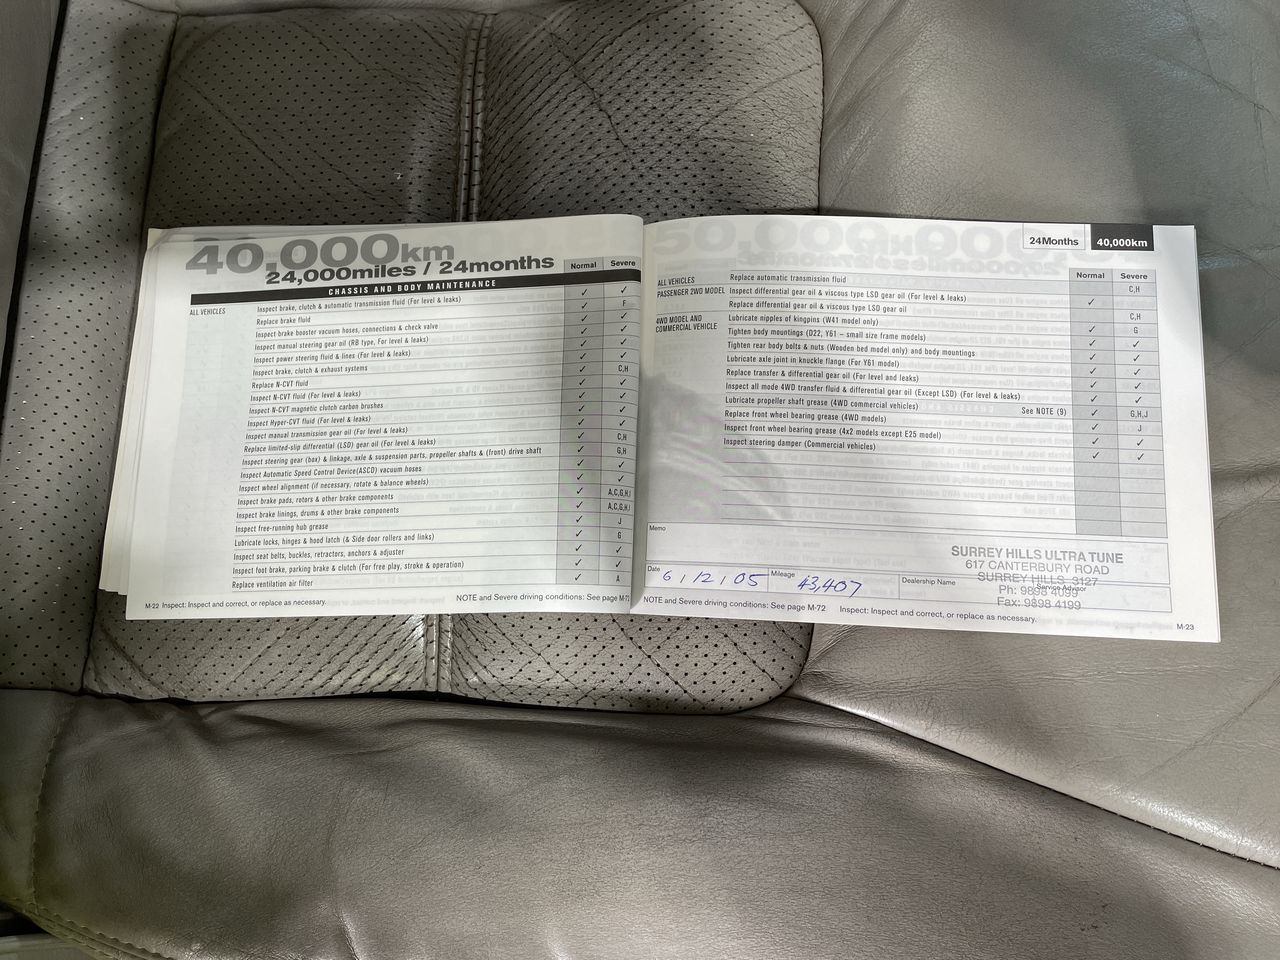 40,000km
24,000miles / 24months
Normal Severe
CHASSIS AND BODY MAINTENANCE
ALL VEHICLES Inspect brake, clutch & automatic transmission fluid (For level & leaks) ✓ ✓
Replace brake fluid ✓ F
Inspect brake booster vacuum hoses, connections & check valve ✓ ✓
Inspect manual steering gear oil (RB type, For level & leaks) ✓ ✓
Inspect power steering fluid & lines (For level & leaks) ✓ ✓
Inspect brake, clutch & exhaust systems ✓ ✓
Replace N-CVT fluid C,H
Inspect N-CVT fluid (For level & leaks) ✓ ✓
Inspect N-CVT magnetic clutch carbon brushes ✓ ✓
Inspect Hyper-CVT fluid (For level & leaks) ✓ ✓
Inspect manual transmission gear oil (For level & leaks) ✓ ✓
Replace limited-slip differential (LSD) gear oil (For level & leaks) ✓ C,H
Inspect steering gear (box) & linkage, axle & suspension parts, propeller shafts & (front) drive shaft ✓ G,H
Inspect Automatic Speed Control Device(ASCD) vacuum hoses ✓ ✓
Inspect wheel alignment (if necessary, rotate & balance wheels) ✓ ✓
Inspect brake pads, rotors & other brake components ✓ A,C,G,H,I
Inspect brake linings, drums & other brake components ✓ A,C,G,H,I
Inspect free-running hub grease ✓ J
Lubricate locks, hinges & hood latch (& Side door rollers and links) ✓ G
Inspect seat belts, buckles, retractors, anchors & adjuster ✓ ✓
Inspect foot brake, parking brake & clutch (For free play, stroke & operation) ✓ ✓
Replace ventilation air filter ✓ A
M-22 Inspect: Inspect and correct, or replace as necessary. NOTE and Severe driving conditions: See page M-72
24Months 40,000km
Normal Severe
ALL VEHICLES Replace automatic transmission fluid C,H
PASSENGER 2WD MODEL Inspect differential gear oil & viscous type LSD gear oil (For level & leaks) ✓
Replace differential gear oil & viscous type LSD gear oil C,H
4WD MODEL AND
COMMERCIAL VEHICLE
Lubricate nipples of kingpins (W41 model only) ✓ G
Tighten body mountings (D22, Y61 – small size frame models) ✓ ✓
Tighten rear body bolts & nuts (Wooden bed model only) and body mountings ✓ ✓
Lubricate axle joint in knuckle flange (For Y61 model) ✓ ✓
Replace transfer & differential gear oil (For level and leaks) ✓ ✓
Inspect all mode 4WD transfer fluid & differential gear oil (Except LSD) (For level & leaks) ✓ ✓
Lubricate propeller shaft grease (4WD commercial vehicles) See NOTE (9) ✓ G,H,J
Replace front wheel bearing grease (4WD models) ✓ J
Inspect front wheel bearing grease (4x2 models except E25 model) ✓ ✓
Inspect steering damper (Commercial vehicles) ✓ ✓
Memo
SURREY HILLS ULTRA TUNE
617 CANTERBURY ROAD
SURREY HILLS 3127
Ph: 9898 4099
Fax: 9898 4199
Date 6 / 12 / 05 Mileage 43,407 Dealership Name Service Advisor
NOTE and Severe driving conditions: See page M-72 Inspect: Inspect and correct, or replace as necessary.
M-23